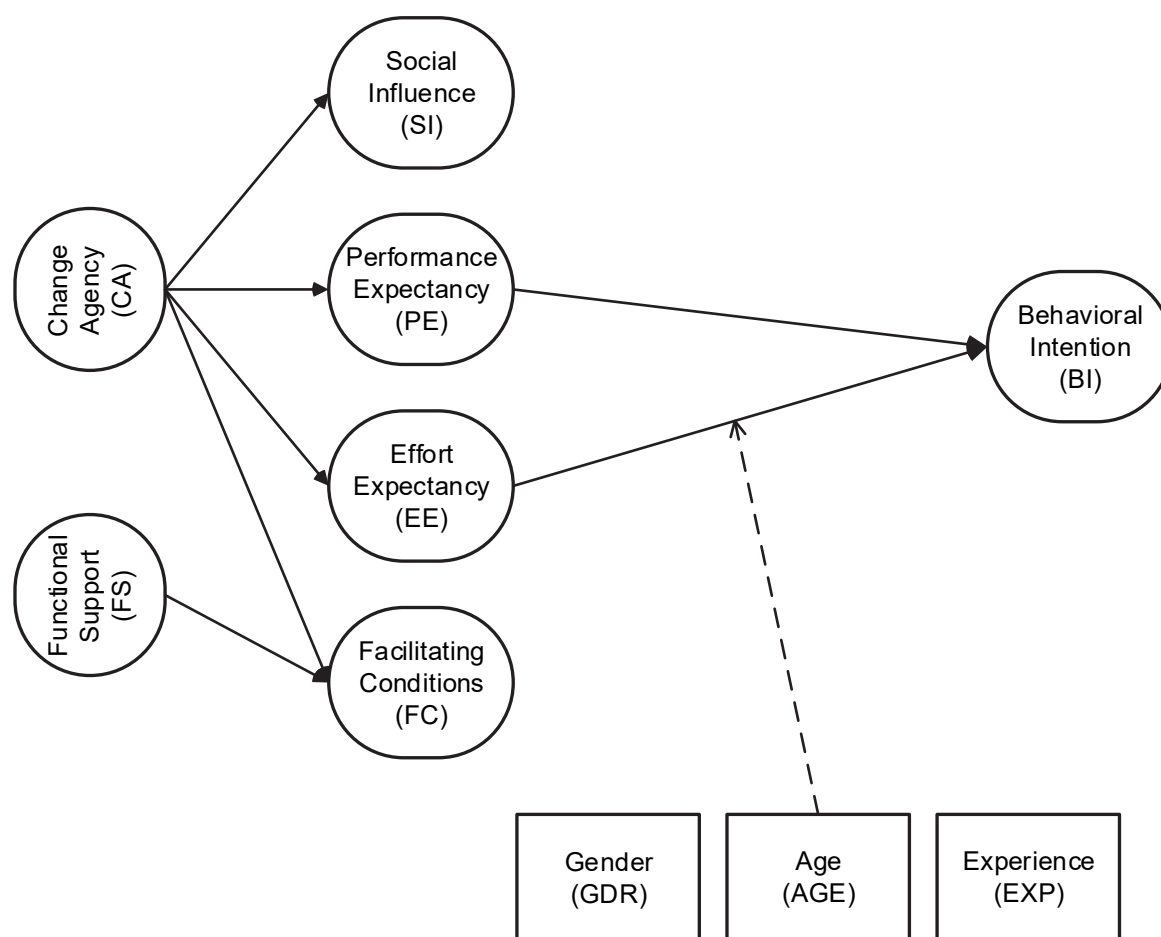 Social
Influence
(SI)
Change
Agency
(CA)
Performance
Expectancy
(PE)
Behavioral
Intention
(BI)
Effort
Expectancy
(EE)
Functional
Support
(FS)
Facilitating
Conditions
(FC)
Gender
(GDR)
Age
(AGE)
Experience
(EXP)